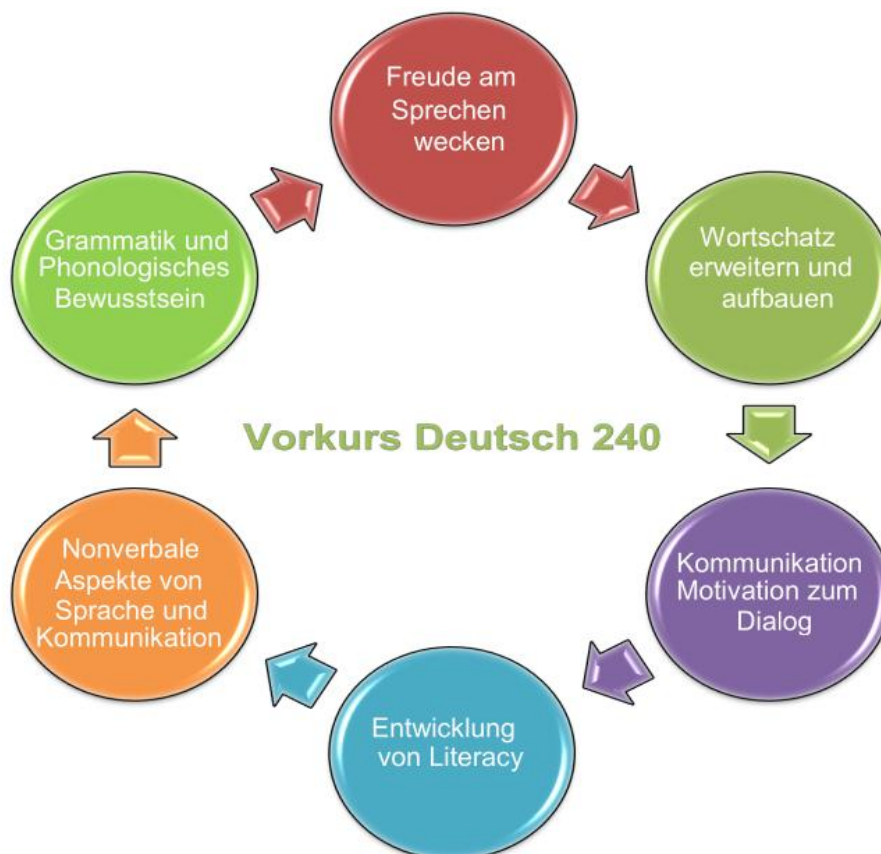 Freude am
Sprechen
wecken
Wortschatz
erweitern und
aufbauen
Kommunikation
Motivation zum
Dialog
Entwicklung
von Literacy
Nonverbale
Aspekte von
Sprache und
Kommunikation
Grammatik und
Phonologisches
Bewusstsein
Vorkurs Deutsch 240